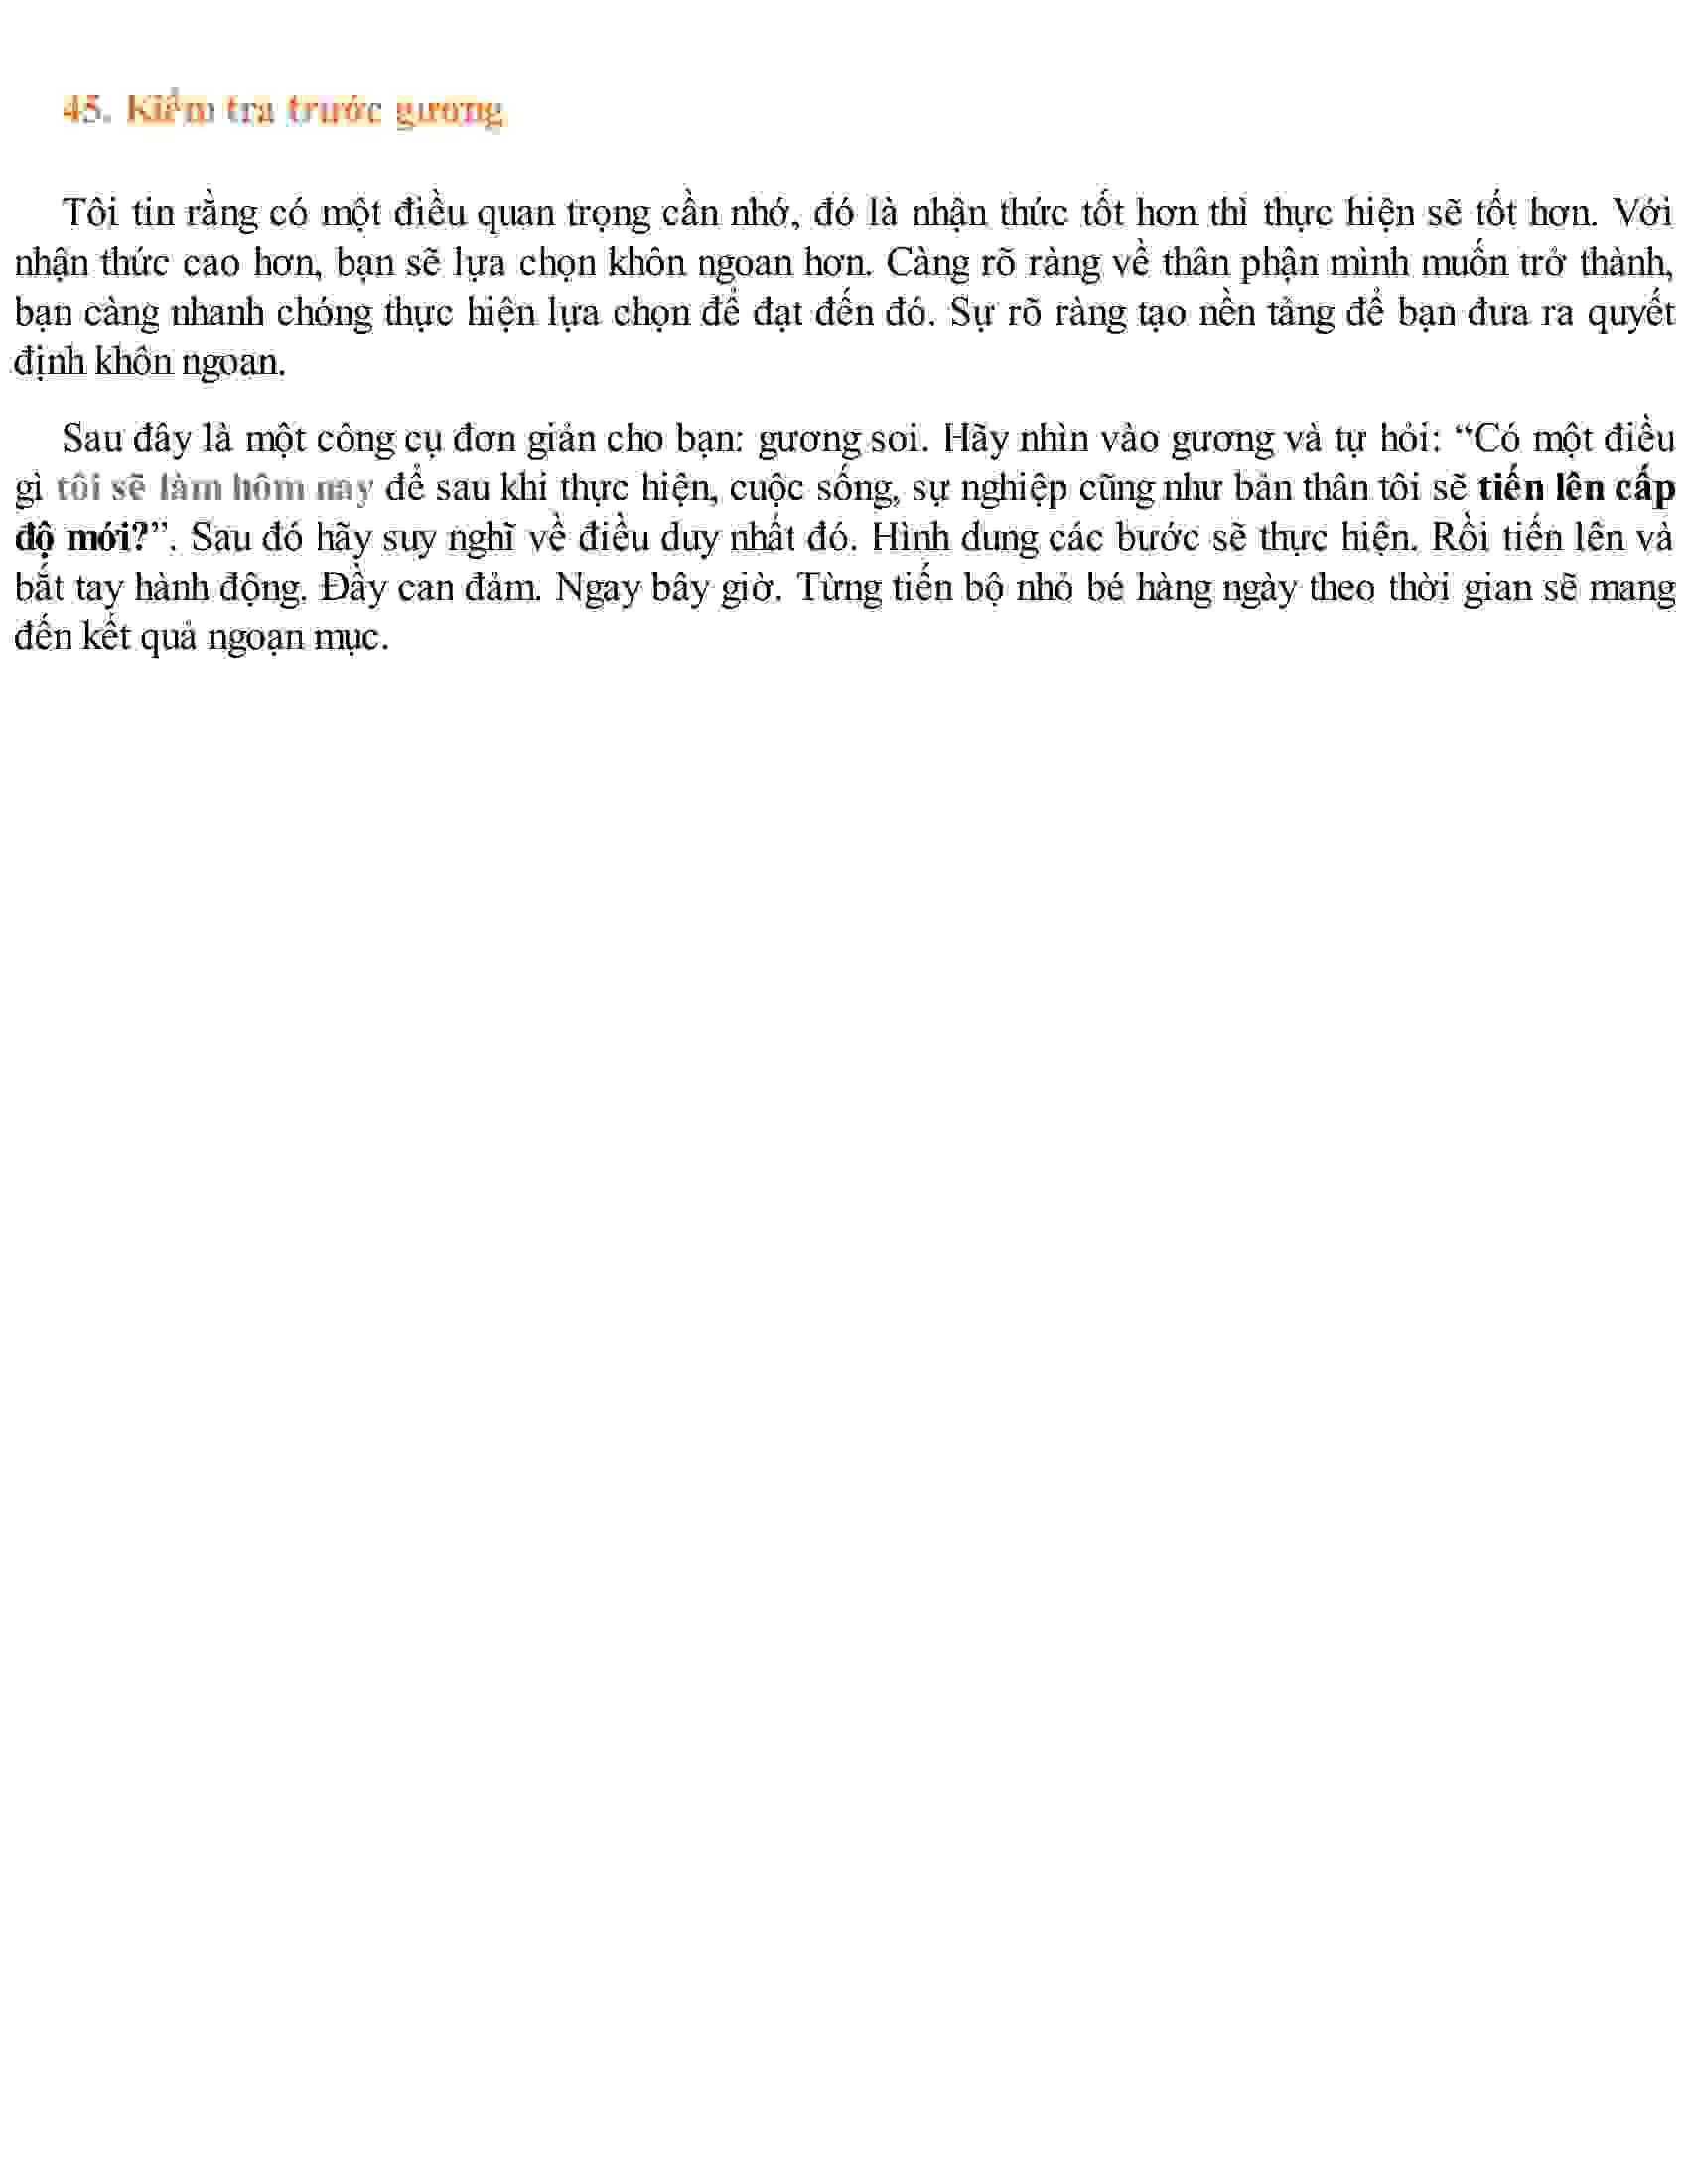 45. Kiểm tra trước gương
Tôi tin rằng có một điều quan trọng cần nhớ, đó là nhận thức tốt hơn thì thực hiện sẽ tốt hơn. Với
nhận thức cao hơn, bạn sẽ lựa chọn khôn ngoan hơn. Càng rõ ràng về thân phận mình muốn trở thành,
bạn càng nhanh chóng thực hiện lựa chọn để đạt đến đó. Sự rõ ràng tạo nền tảng để bạn đưa ra quyết
định khôn ngoan.
Sau đây là một công cụ đơn giản cho bạn: gương soi. Hãy nhìn vào gương và tự hỏi: “Có một điều
gì tôi sẽ làm hôm nay để sau khi thực hiện, cuộc sống, sự nghiệp cũng như bản thân tôi sẽ tiến lên cấp
độ mới?”. Sau đó hãy suy nghĩ về điều duy nhất đó. Hình dung các bước sẽ thực hiện. Rồi tiến lên và
bắt tay hành động. Đầy can đảm. Ngay bây giờ. Từng tiến bộ nhỏ bé hàng ngày theo thời gian sẽ mang
đến kết quả ngoạn mục.